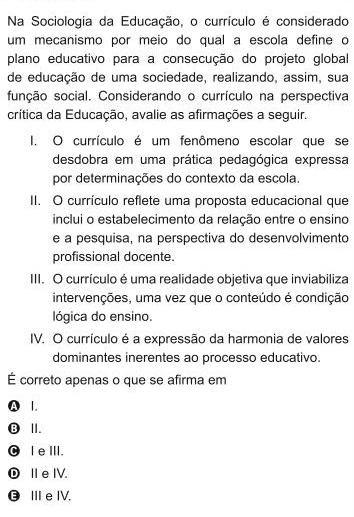 Na Sociologia da Educação, o currículo é considerado
um mecanismo por meio do qual a escola define o
plano educativo para a consecução do projeto global
de educação de uma sociedade, realizando, assim, sua
função social. Considerando o currículo na perspectiva
crítica da Educação, avalie as afirmações a seguir.
I. O currículo é um fenômeno escolar que se
desdobra em uma prática pedagógica expressa
por determinações do contexto da escola.
II. O currículo reflete uma proposta educacional que
inclui o estabelecimento da relação entre o ensino
e a pesquisa, na perspectiva do desenvolvimento
profissional docente.
III. O currículo é uma realidade objetiva que inviabiliza
intervenções, uma vez que o conteúdo é condição
lógica do ensino.
IV. O currículo é a expressão da harmonia de valores
dominantes inerentes ao processo educativo.
É correto apenas o que se afirma em
A I.
B II.
C I e III.
D II e IV.
E III e IV.